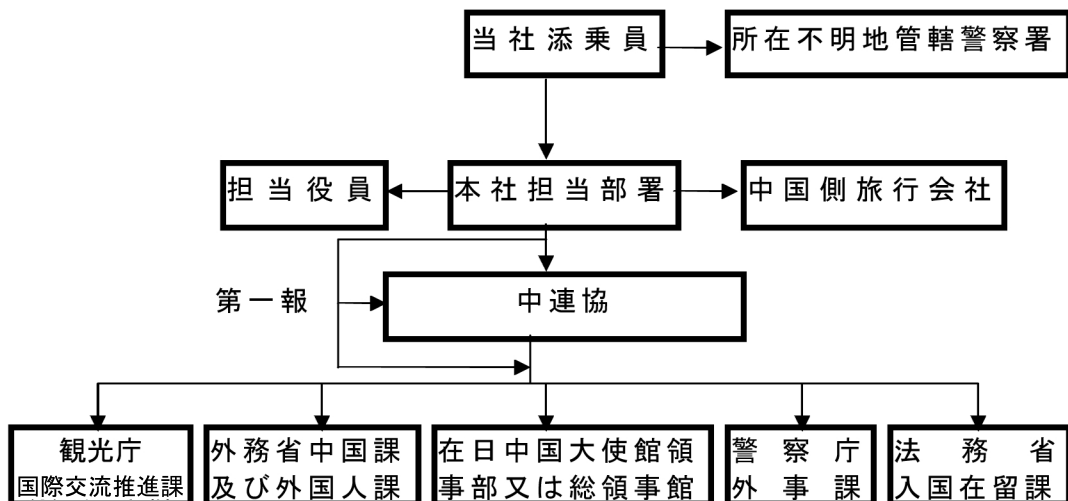 当社添乗員
所在不明地管轄警察署
担当役員
本社担当部署
中国側旅行会社
第一報
中連協
観光庁
国際交流推進課
外務省中国課
及び外国人課
在日中国大使館領
事部又は総領事館
警察庁
外事課
法務省
入国在留課